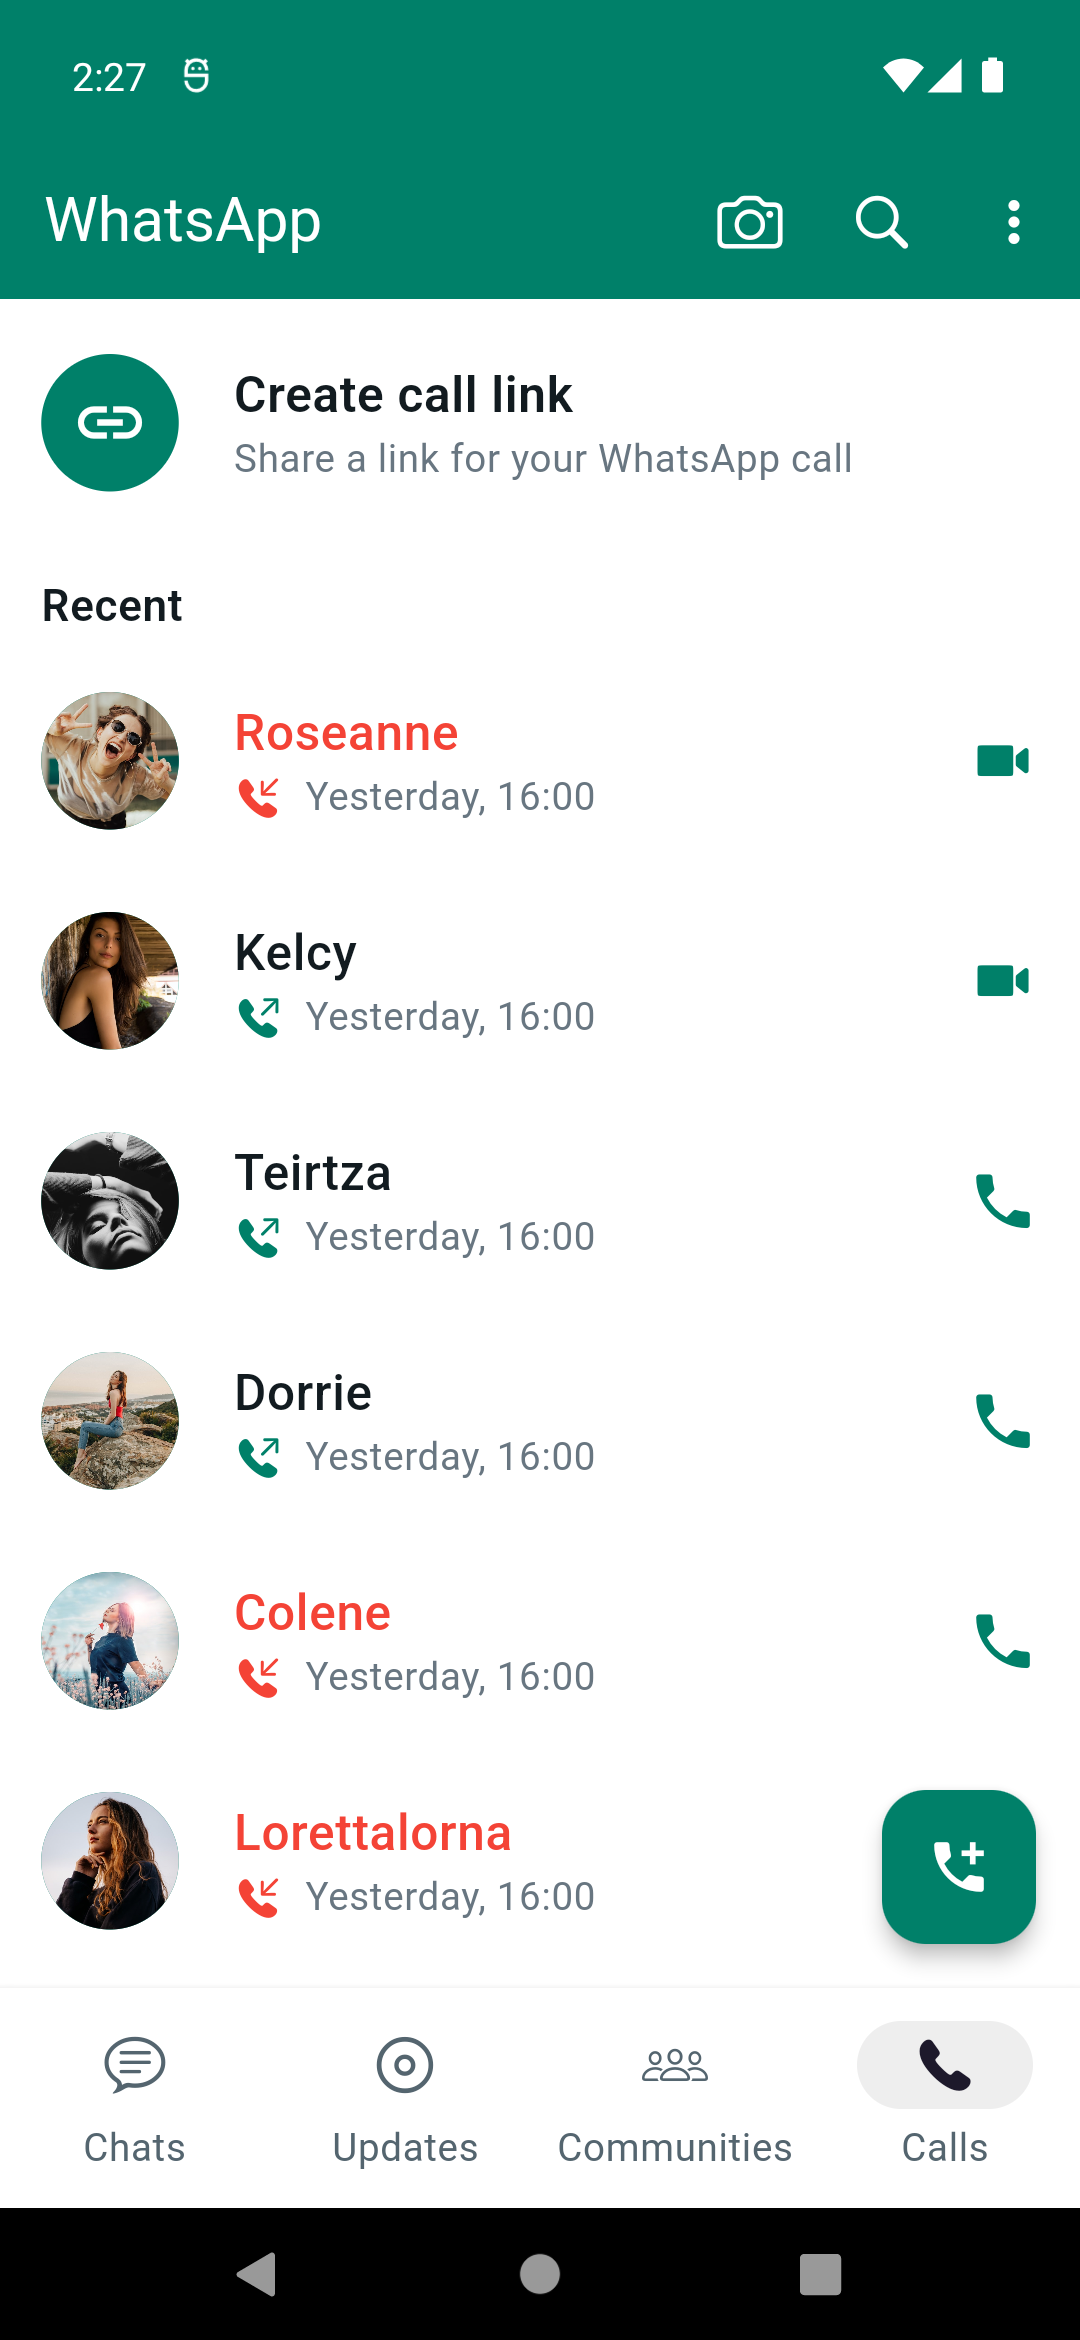 2:27
WhatsApp
Create call link
Share a link for your WhatsApp call
Recent
Roseanne
Yesterday, 16:00
Kelcy
Yesterday, 16:00
Teirtza
Yesterday, 16:00
Dorrie
Yesterday, 16:00
Colene
Yesterday, 16:00
Lorettalorna
Yesterday, 16:00
Chats Updates Communities Calls